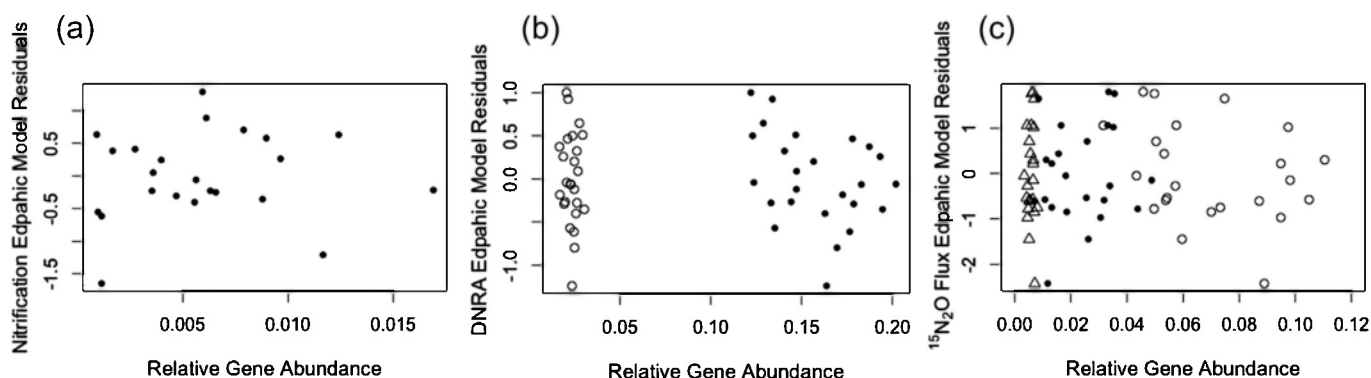 (a)
Nitrification Edpahic Model Residuals
0.5
-0.5
-1.5
0.005 0.010 0.015
Relative Gene Abundance
(b)
DNRA Edpahic Model Residuals
1.0
0.5
0.0
-1.0
0.05 0.10 0.15 0.20
Relative Gene Abundance
(c)
¹⁵N₂O Flux Edpahic Model Residuals
1
0
-1
-2
0.00 0.02 0.04 0.06 0.08 0.10 0.12
Relative Gene Abundance